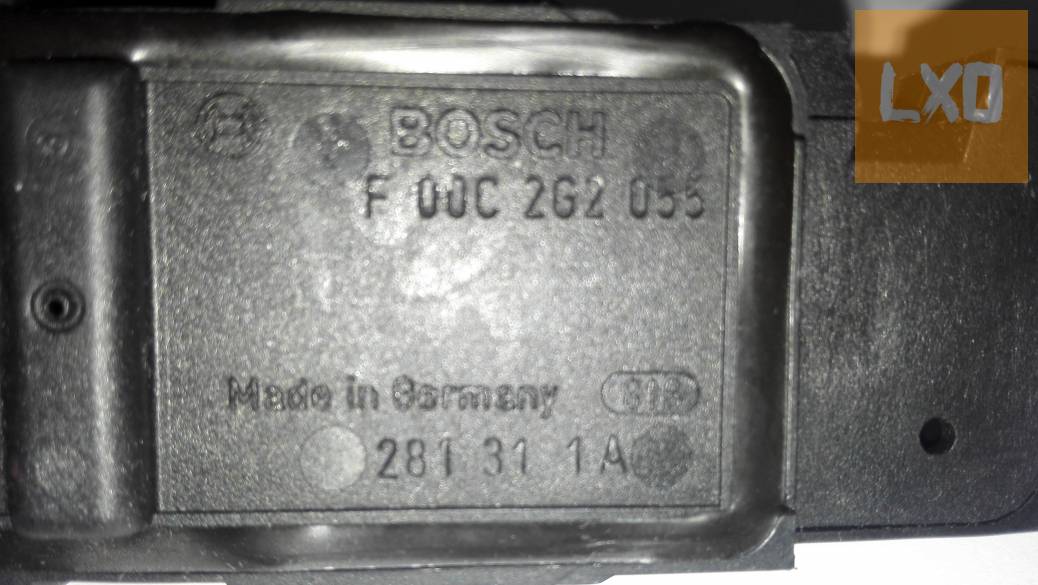 LXO
BOSCH
F 00C 2G2 055
Made in Germany
281 31 1A